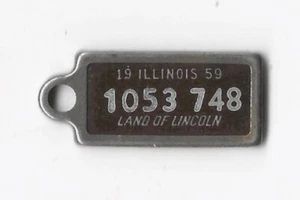 19 ILLINOIS 59
1053 748
LAND OF LINCOLN